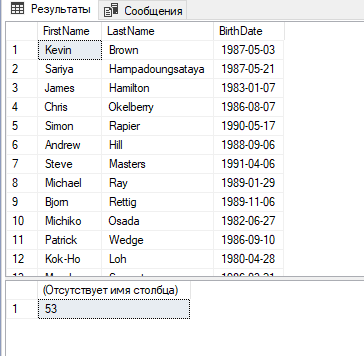 Результаты Сообщения
FirstName LastName BirthDate
1 Kevin Brown 1987-05-03
2 Sariya Harnpadoungsataya 1987-05-21
3 James Hamilton 1983-01-07
4 Chris Okelberry 1986-08-07
5 Simon Rapier 1990-05-17
6 Andrew Hill 1988-09-06
7 Steve Masters 1991-04-06
8 Michael Ray 1989-01-29
9 Bjorn Rettig 1989-11-06
10 Michiko Osada 1982-06-27
11 Patrick Wedge 1986-09-10
12 Kok-Ho Loh 1980-04-28
(Отсутствует имя столбца)
1 53